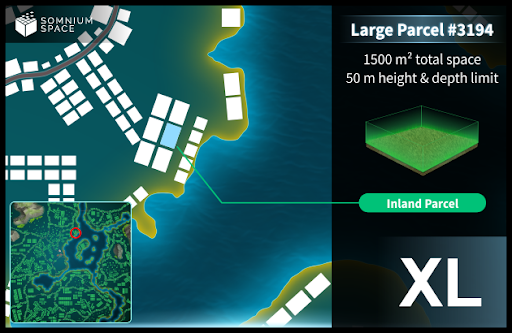 SOMNIUM
SPACE
Large Parcel #3194
1500 m² total space
50 m height & depth limit
Inland Parcel
XL